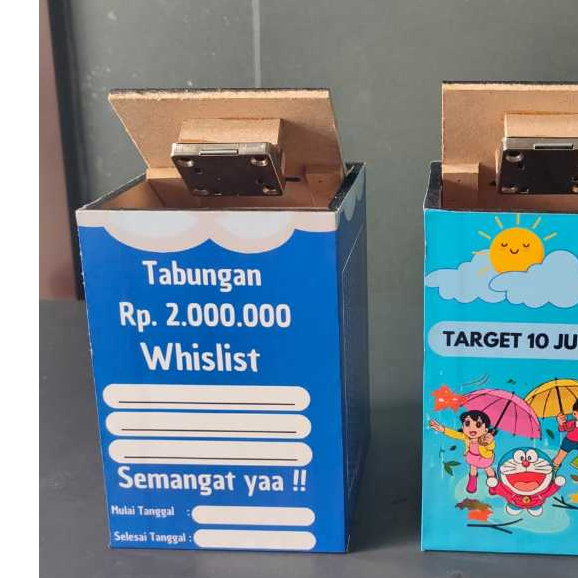 Tabungan
Rp. 2.000.000
Whislist
Semangat yaa !!
Mulai Tanggal :
Selesai Tanggal :
TARGET 10 JU